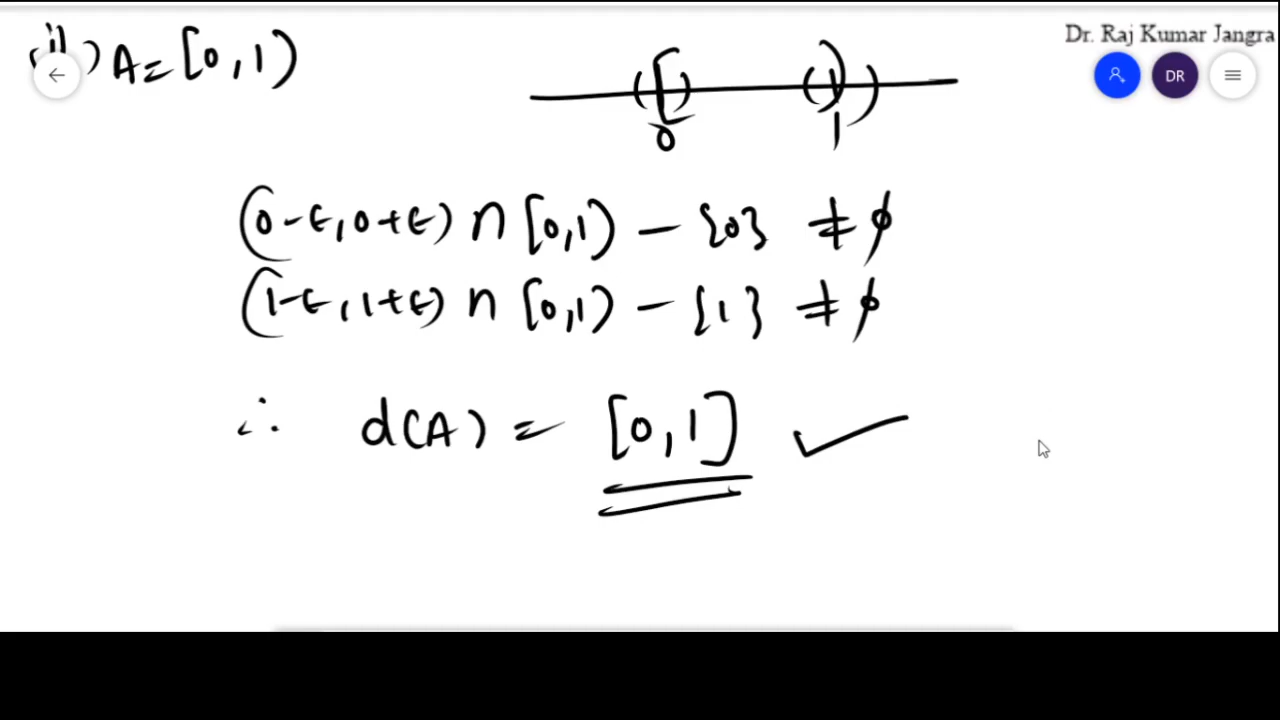 Dr. Raj Kumar Jangra
DR
(ii) A = [0, 1)
0 1
(0-ϵ, 0+ϵ) ∩ [0,1) - {0} ≠ ϕ
(1-ϵ, 1+ϵ) ∩ [0,1) - {1} ≠ ϕ
∴ d(A) = [0, 1] ✓